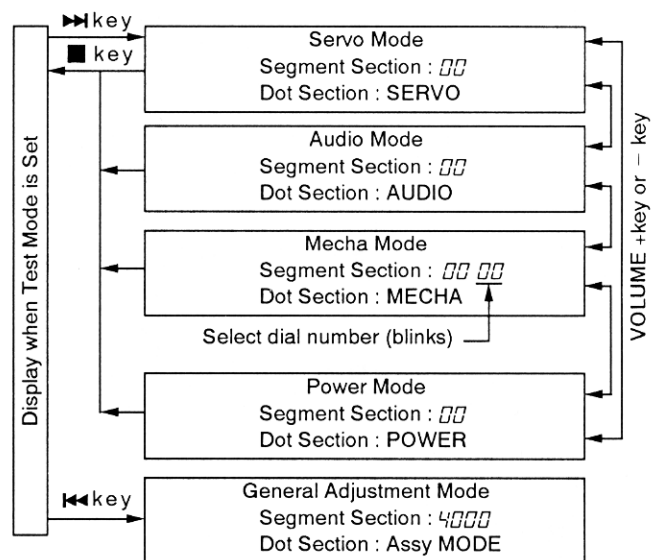 ▶▶| key
■ key
Display when Test Mode is Set
Servo Mode
Segment Section : 00
Dot Section : SERVO
Audio Mode
Segment Section : 00
Dot Section : AUDIO
Mecha Mode
Segment Section : 00 00
Dot Section : MECHA
Select dial number (blinks)
Power Mode
Segment Section : 00
Dot Section : POWER
VOLUME +key or – key
|◀◀ key
General Adjustment Mode
Segment Section : 4000
Dot Section : Assy MODE